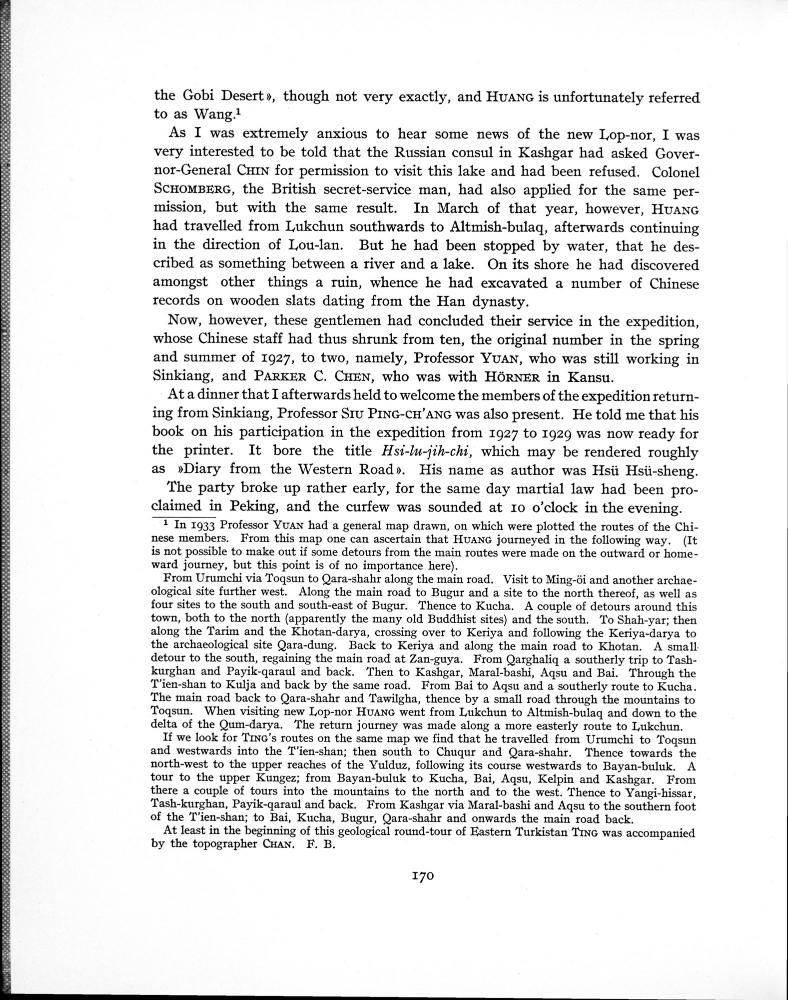 the Gobi Desert», though not very exactly, and HUANG is unfortunately referred
to as Wang.¹
As I was extremely anxious to hear some news of the new Lop-nor, I was
very interested to be told that the Russian consul in Kashgar had asked Gover-
nor-General CHIN for permission to visit this lake and had been refused. Colonel
SCHOMBERG, the British secret-service man, had also applied for the same per-
mission, but with the same result. In March of that year, however, HUANG
had travelled from Lukchun southwards to Altmish-bulaq, afterwards continuing
in the direction of Lou-lan. But he had been stopped by water, that he des-
cribed as something between a river and a lake. On its shore he had discovered
amongst other things a ruin, whence he had excavated a number of Chinese
records on wooden slats dating from the Han dynasty.
Now, however, these gentlemen had concluded their service in the expedition,
whose Chinese staff had thus shrunk from ten, the original number in the spring
and summer of 1927, to two, namely, Professor YUAN, who was still working in
Sinkiang, and PARKER C. CHEN, who was with HÖRNER in Kansu.
At a dinner that I afterwards held to welcome the members of the expedition return-
ing from Sinkiang, Professor SIU PING-CH'ANG was also present. He told me that his
book on his participation in the expedition from 1927 to 1929 was now ready for
the printer. It bore the title Hsi-lu-jih-chi, which may be rendered roughly
as »Diary from the Western Road». His name as author was Hsü Hsü-sheng.
The party broke up rather early, for the same day martial law had been pro-
claimed in Peking, and the curfew was sounded at 10 o'clock in the evening.
¹ In 1933 Professor YUAN had a general map drawn, on which were plotted the routes of the Chi-
nese members. From this map one can ascertain that HUANG journeyed in the following way. (It
is not possible to make out if some detours from the main routes were made on the outward or home-
ward journey, but this point is of no importance here).
From Urumchi via Toqsun to Qara-shahr along the main road. Visit to Ming-öi and another archae-
ological site further west. Along the main road to Bugur and a site to the north thereof, as well as
four sites to the south and south-east of Bugur. Thence to Kucha. A couple of detours around this
town, both to the north (apparently the many old Buddhist sites) and the south. To Shah-yar; then
along the Tarim and the Khotan-darya, crossing over to Keriya and following the Keriya-darya to
the archaeological site Qara-dung. Back to Keriya and along the main road to Khotan. A small
detour to the south, regaining the main road at Zan-guya. From Qarghaliq a southerly trip to Tash-
kurghan and Payik-qaraul and back. Then to Kashgar, Maral-bashi, Aqsu and Bai. Through the
T'ien-shan to Kulja and back by the same road. From Bai to Aqsu and a southerly route to Kucha.
The main road back to Qara-shahr and Tawilgha, thence by a small road through the mountains to
Toqsun. When visiting new Lop-nor HUANG went from Lukchun to Altmish-bulaq and down to the
delta of the Qum-darya. The return journey was made along a more easterly route to Lukchun.
If we look for TING's routes on the same map we find that he travelled from Urumchi to Toqsun
and westwards into the T'ien-shan; then south to Chuqur and Qara-shahr. Thence towards the
north-west to the upper reaches of the Yulduz, following its course westwards to Bayan-buluk. A
tour to the upper Kungez; from Bayan-buluk to Kucha, Bai, Aqsu, Kelpin and Kashgar. From
there a couple of tours into the mountains to the north and to the west. Thence to Yangi-hissar,
Tash-kurghan, Payik-qaraul and back. From Kashgar via Maral-bashi and Aqsu to the southern foot
of the T'ien-shan; to Bai, Kucha, Bugur, Qara-shahr and onwards the main road back.
At least in the beginning of this geological round-tour of Eastern Turkistan TING was accompanied
by the topographer CHAN. F. B.
170